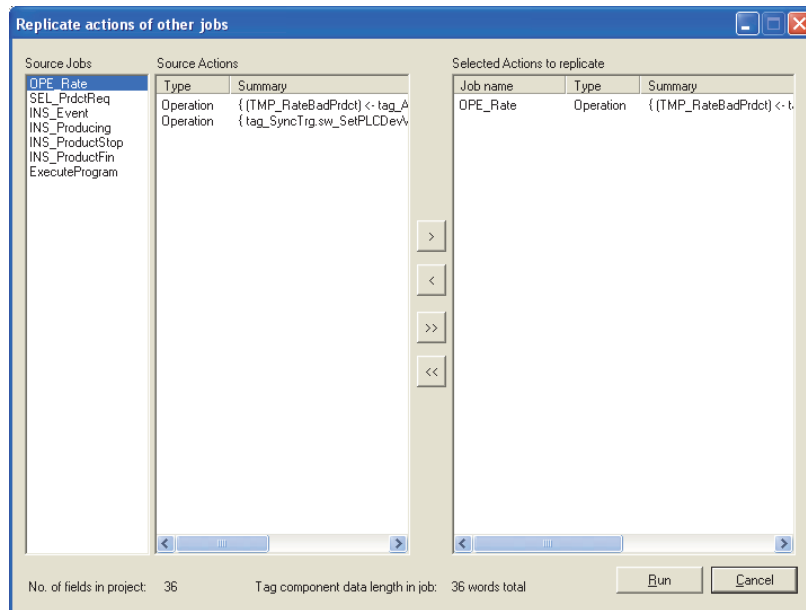 Replicate actions of other jobs
Source Jobs
OPE_Rate
SEL_PrdctReq
INS_Event
INS_Producing
INS_ProductStop
INS_ProductFin
ExecuteProgram
Source Actions
Type Summary
Operation { (TMP_RateBadPrdct) <- tag_A
Operation { tag_SyncTrg.sw_SetPLCDev\
>
<
>>
<<
Selected Actions to replicate
Job name Type Summary
OPE_Rate Operation { (TMP_RateBadPrdct) <- t
No. of fields in project: 36 Tag component data length in job: 36 words total
Run Cancel